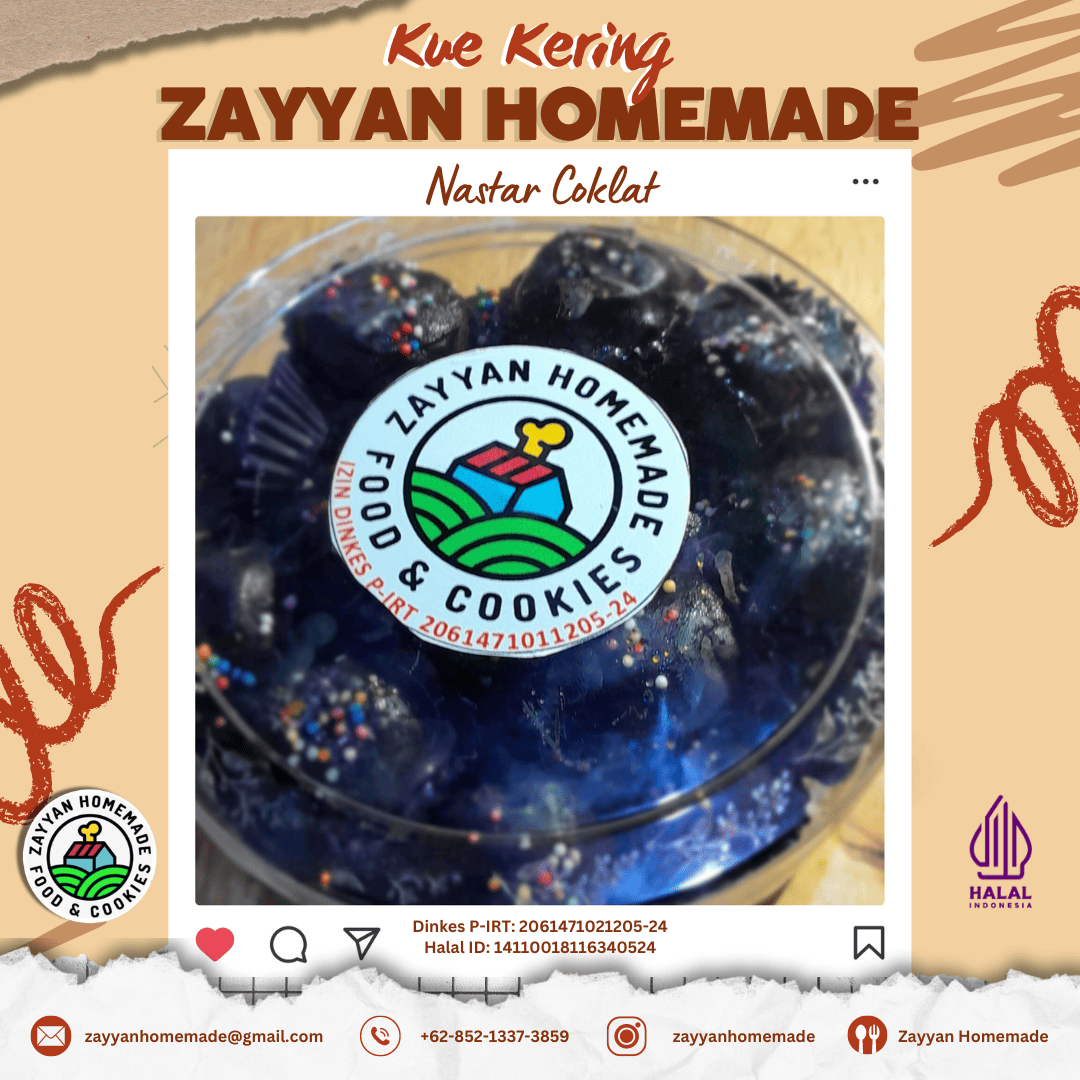 Kue Kering
ZAYYAN HOMEMADE
Nastar Coklat
ZAYYAN HOMEMADE
FOOD & COOKIES
IZIN DINKES P-IRT 2061471011205-24
ZAYYAN HOMEMADE
FOOD & COOKIES
HALAL
INDONESIA
Dinkes P-IRT: 2061471021205-24
Halal ID: 14110018116340524
zayyanhomemade@gmail.com
+62-852-1337-3859
zayyanhomemade
Zayyan Homemade